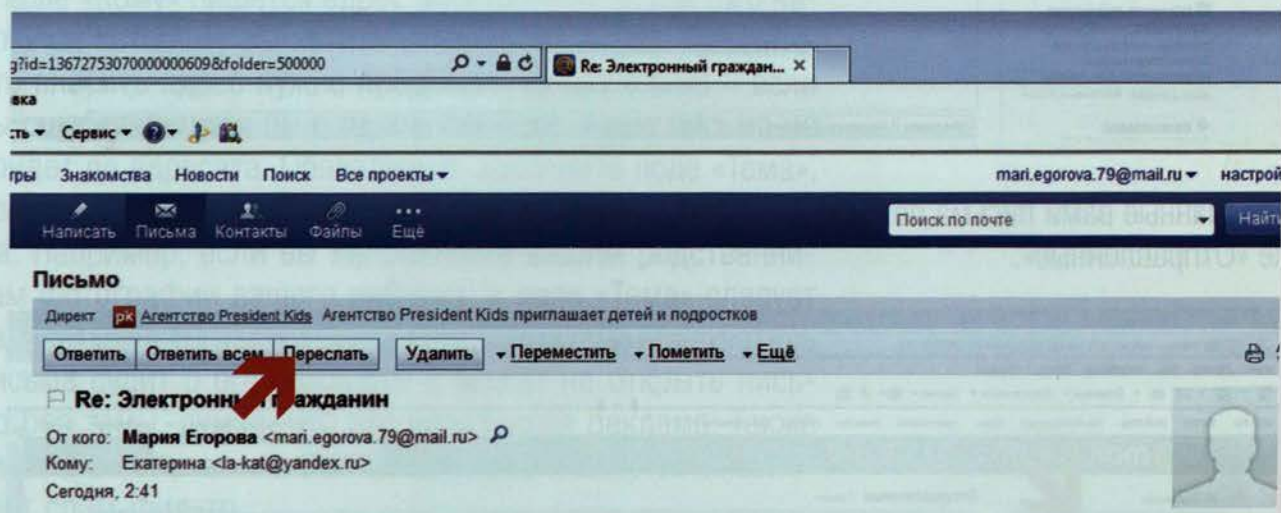 g?id=13672753070000000609&folder=500000
Re: Электронный граждан... ×
вка
ть Сервис
гры Знакомства Новости Поиск Все проекты mari.egorova.79@mail.ru настрой
Написать Письма Контакты Файлы Ещё Поиск по почте Найти
Письмо
Директ pk Агентство President Kids Агентство President Kids приглашает детей и подростков
Ответить Ответить всем Переслать Удалить Переместить Пометить Ещё
Re: Электронный гражданин
От кого: Мария Егорова <mari.egorova.79@mail.ru>
Кому: Екатерина <la-kat@yandex.ru>
Сегодня, 2:41